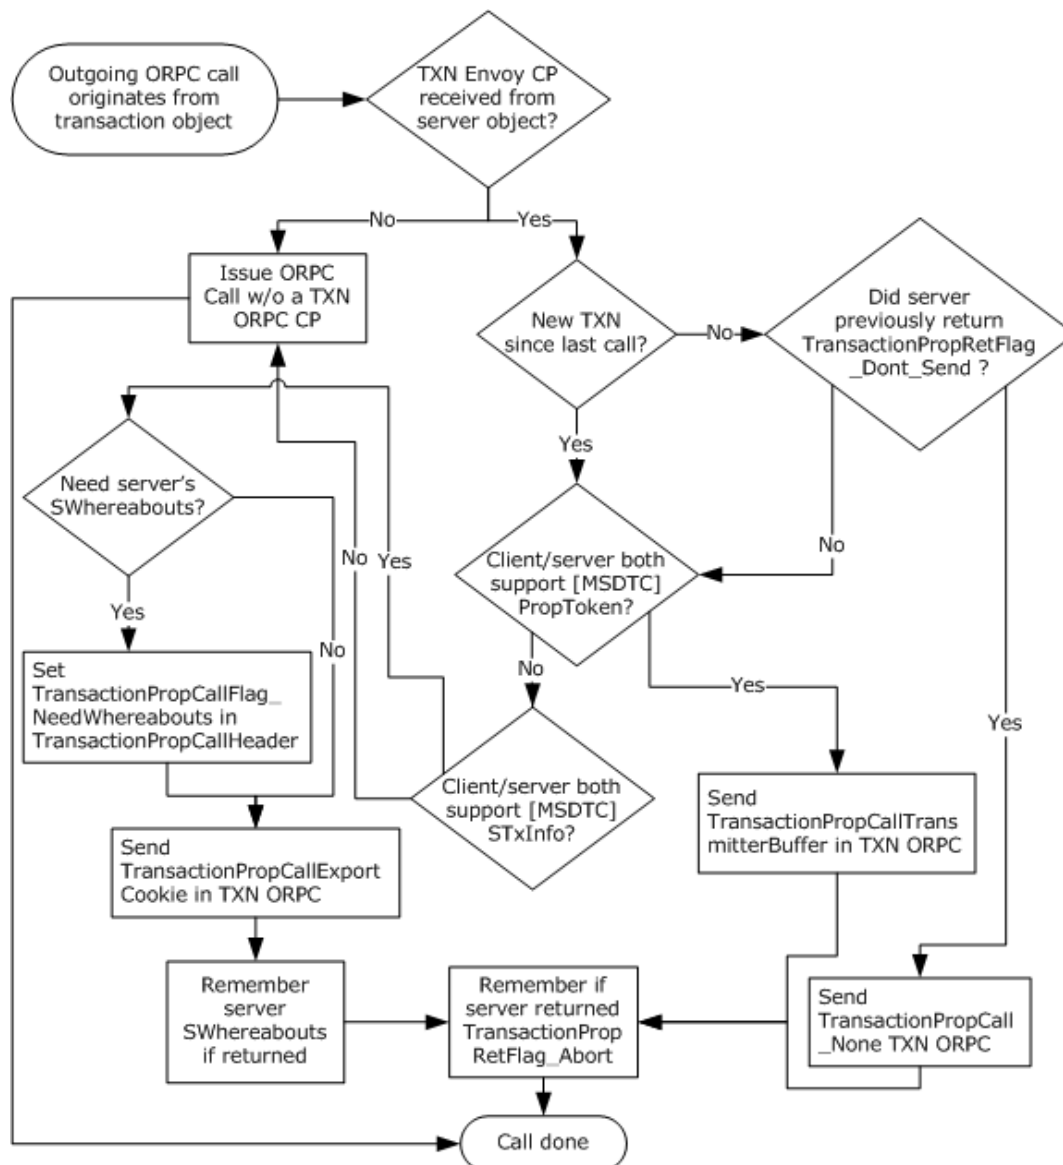 Outgoing ORPC call
originates from
transaction object
TXN Envoy CP
received from
server object?
No
Yes
Issue ORPC
Call w/o a TXN
ORPC CP
New TXN
since last call?
No
Did server
previously return
TransactionPropRetFlag
_Dont_Send ?
Yes
Need server's
SWhereabouts?
No
Yes
No
Client/server both
support [MSDTC]
PropToken?
Yes
No
Set
TransactionPropCallFlag_
NeedWhereabouts in
TransactionPropCallHeader
No
Yes
Yes
Client/server both
support [MSDTC]
STxInfo?
Send
TransactionPropCallTrans
mitterBuffer in TXN ORPC
Send
TransactionPropCallExport
Cookie in TXN ORPC
Remember
server
SWhereabouts
if returned
Remember if
server returned
TransactionProp
RetFlag_Abort
Send
TransactionPropCall
_None TXN ORPC
Call done